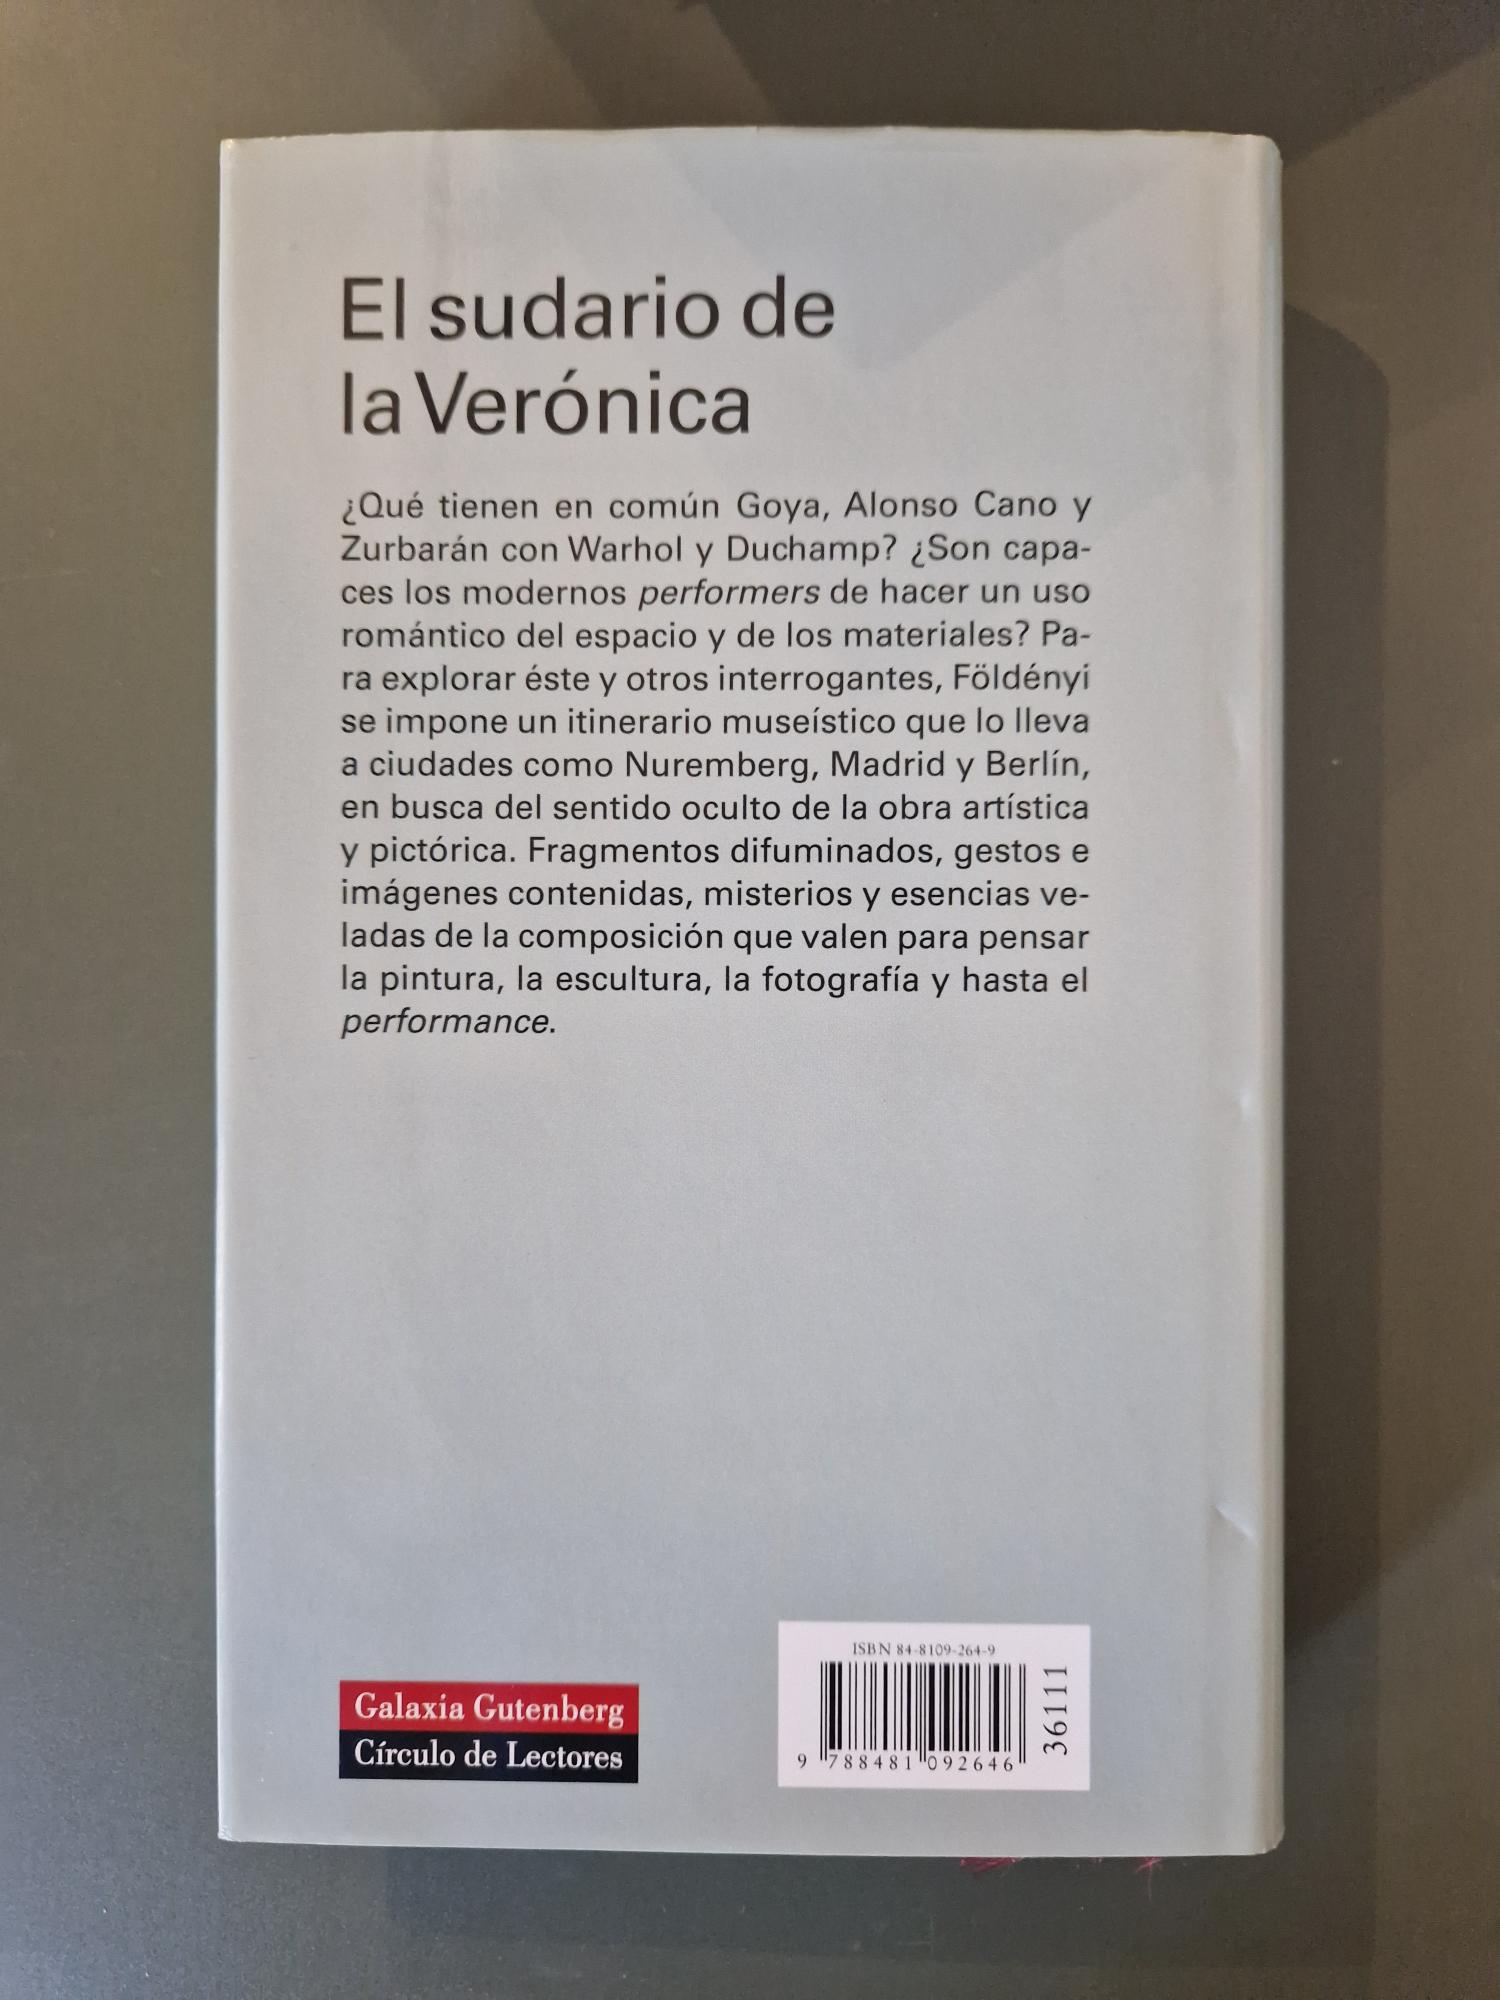 El sudario de
la Verónica
¿Qué tienen en común Goya, Alonso Cano y
Zurbarán con Warhol y Duchamp? ¿Son capa-
ces los modernos performers de hacer un uso
romántico del espacio y de los materiales? Pa-
ra explorar éste y otros interrogantes, Földényi
se impone un itinerario museístico que lo lleva
a ciudades como Nuremberg, Madrid y Berlín,
en busca del sentido oculto de la obra artística
y pictórica. Fragmentos difuminados, gestos e
imágenes contenidas, misterios y esencias ve-
ladas de la composición que valen para pensar
la pintura, la escultura, la fotografía y hasta el
performance.
Galaxia Gutenberg
Círculo de Lectores
ISBN 84-8109-264-9
9 788481 092646
36111